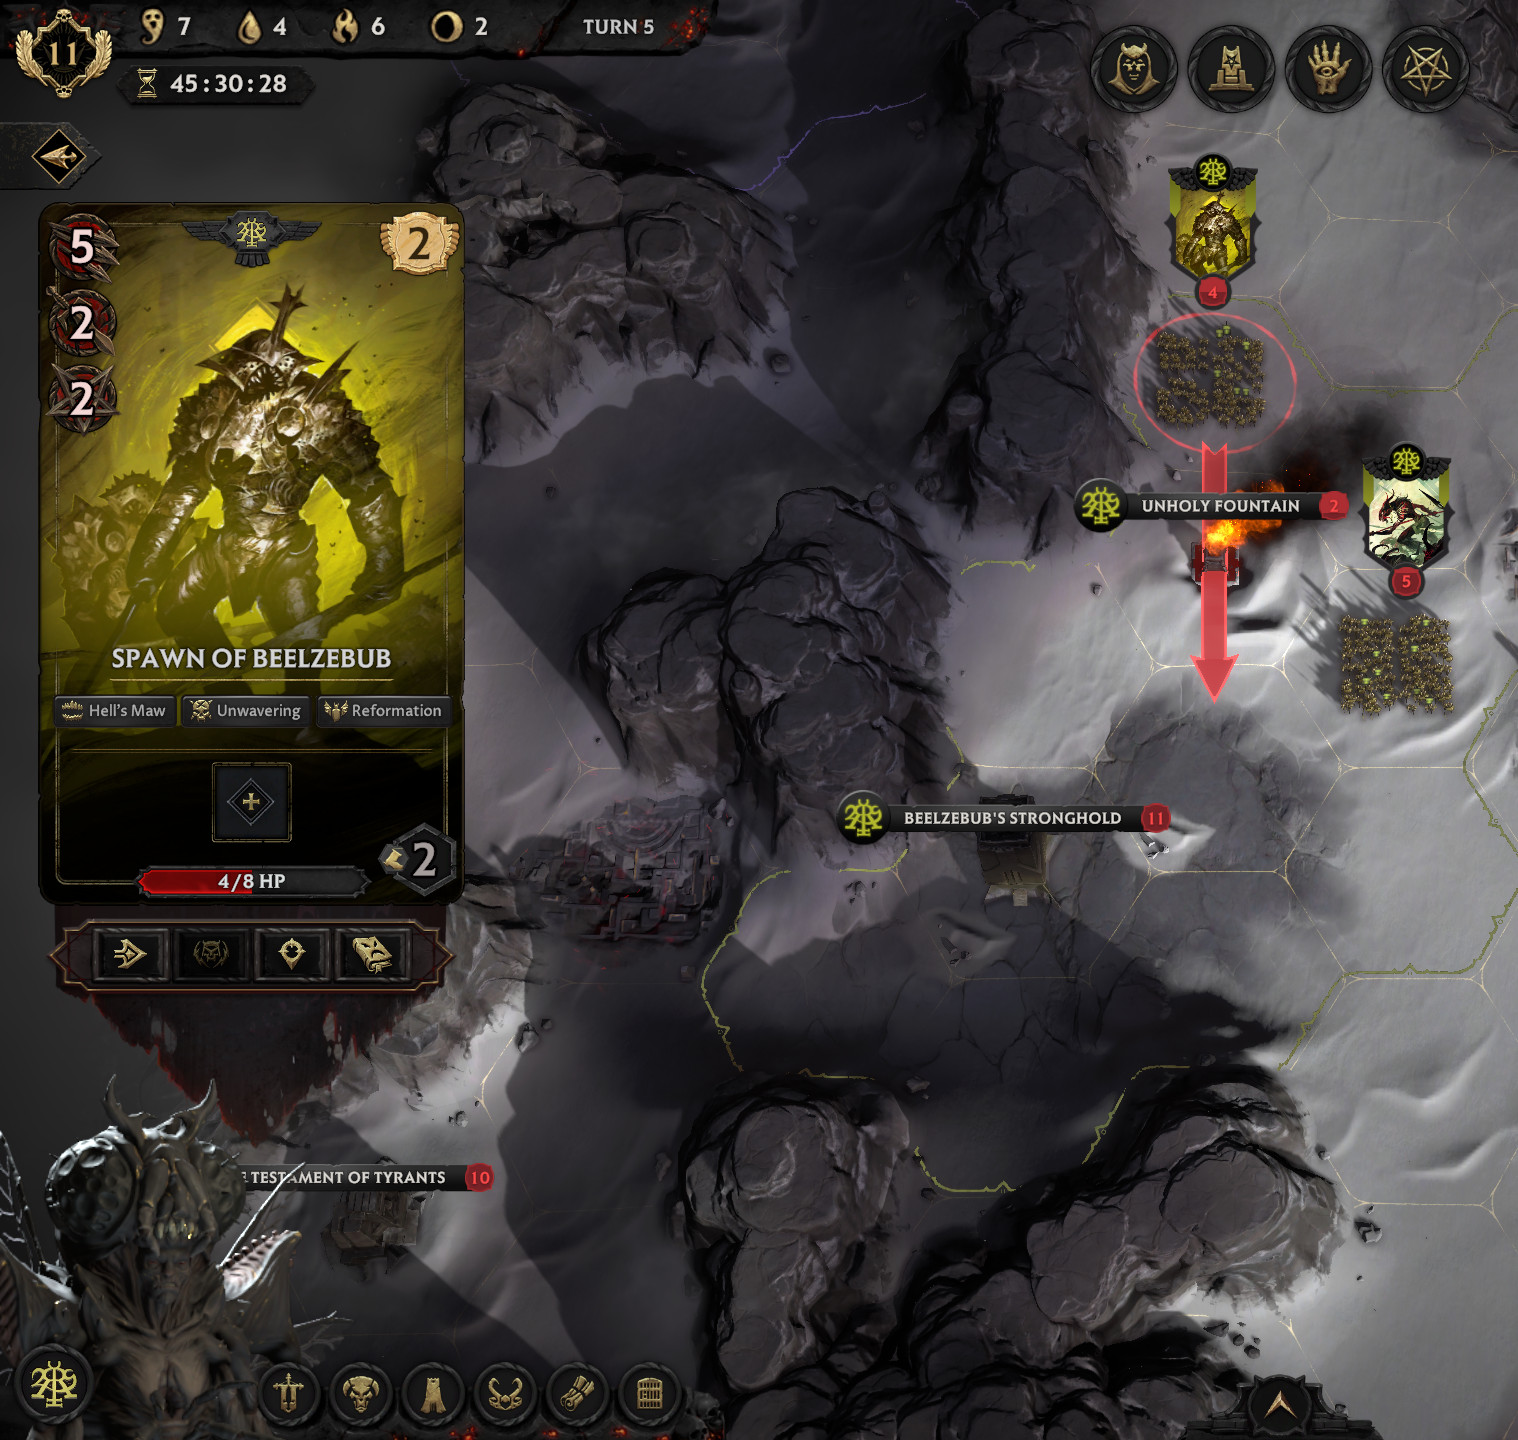 11
7
4
6
2
TURN 5
45:30:28
5
2
2
2
SPAWN OF BEELZEBUB
Hell's Maw
Unwavering
Reformation
4/8 HP
2
4
UNHOLY FOUNTAIN
2
5
BEELZEBUB'S STRONGHOLD
11
TESTAMENT OF TYRANTS
10